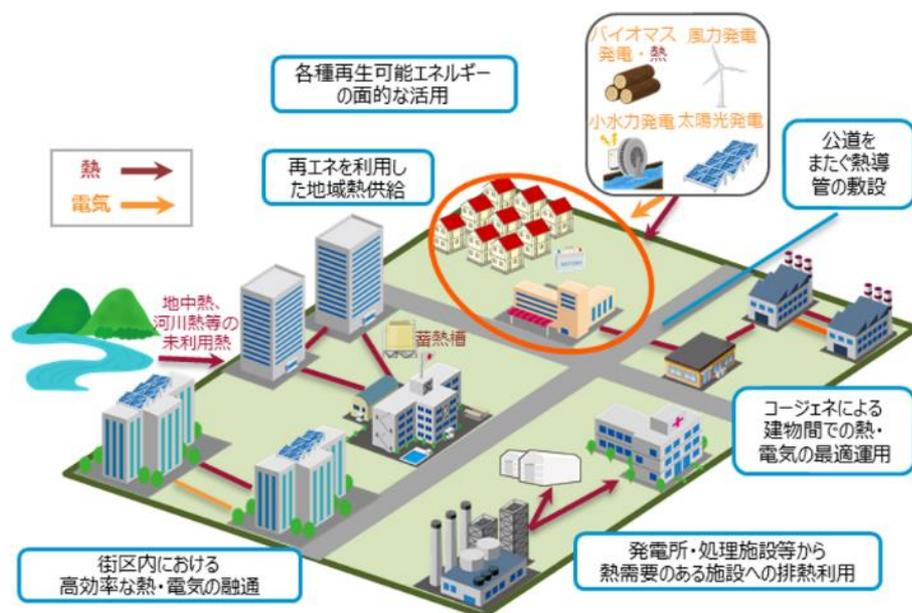 バイオマス
発電・熱
風力発電
小水力発電
太陽光発電
各種再生可能エネルギー
の面的な活用
公道を
またぐ熱導
管の敷設
熱
電気
再エネを利用し
た地域熱供給
地中熱、
河川熱等の
未利用熱
蓄熱槽
コージェネによる
建物間での熱・
電気の最適運用
街区内における
高効率な熱・電気の融通
発電所・処理施設等から
熱需要のある施設への排熱利用